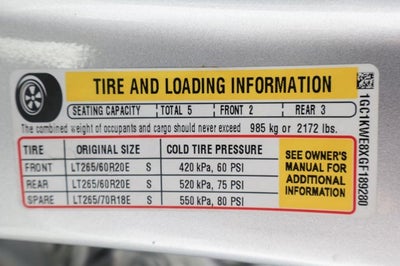 TIRE AND LOADING INFORMATION
SEATING CAPACITY TOTAL 5 FRONT 2 REAR 3
The combined weight of occupants and cargo should never exceed 985 kg or 2172 lbs.
TIRE ORIGINAL SIZE COLD TIRE PRESSURE
FRONT LT265/60R20E S 420 kPa, 60 PSI
REAR LT265/60R20E S 520 kPa, 75 PSI
SPARE LT265/70R18E S 550 kPa, 80 PSI
SEE OWNER'S
MANUAL FOR
ADDITIONAL
INFORMATION
1GC1KWE8XGF189288